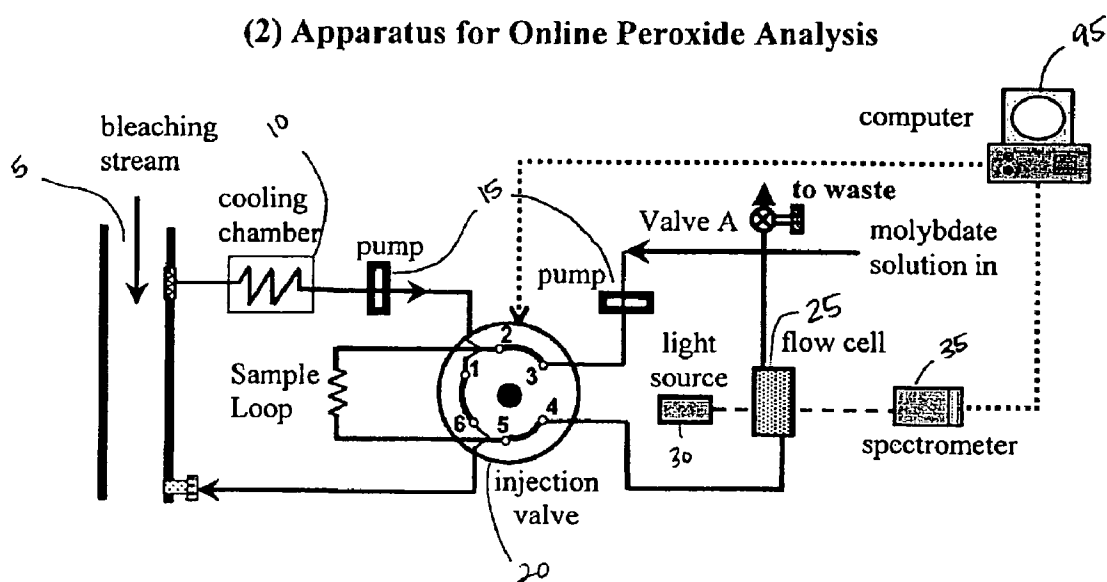 (2) Apparatus for Online Peroxide Analysis
95
computer
bleaching
stream
10
5
cooling
chamber
15
pump
to waste
Valve A
molybdate
solution in
pump
2
1
3
Sample
Loop
6
5
4
light
source
30
25
flow cell
35
spectrometer
injection
valve
20